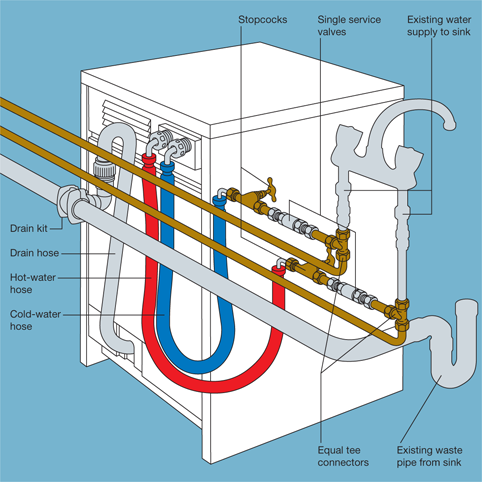 Stopcocks
Single service
valves
Existing water
supply to sink
Drain kit
Drain hose
Hot-water
hose
Cold-water
hose
Equal tee
connectors
Existing waste
pipe from sink